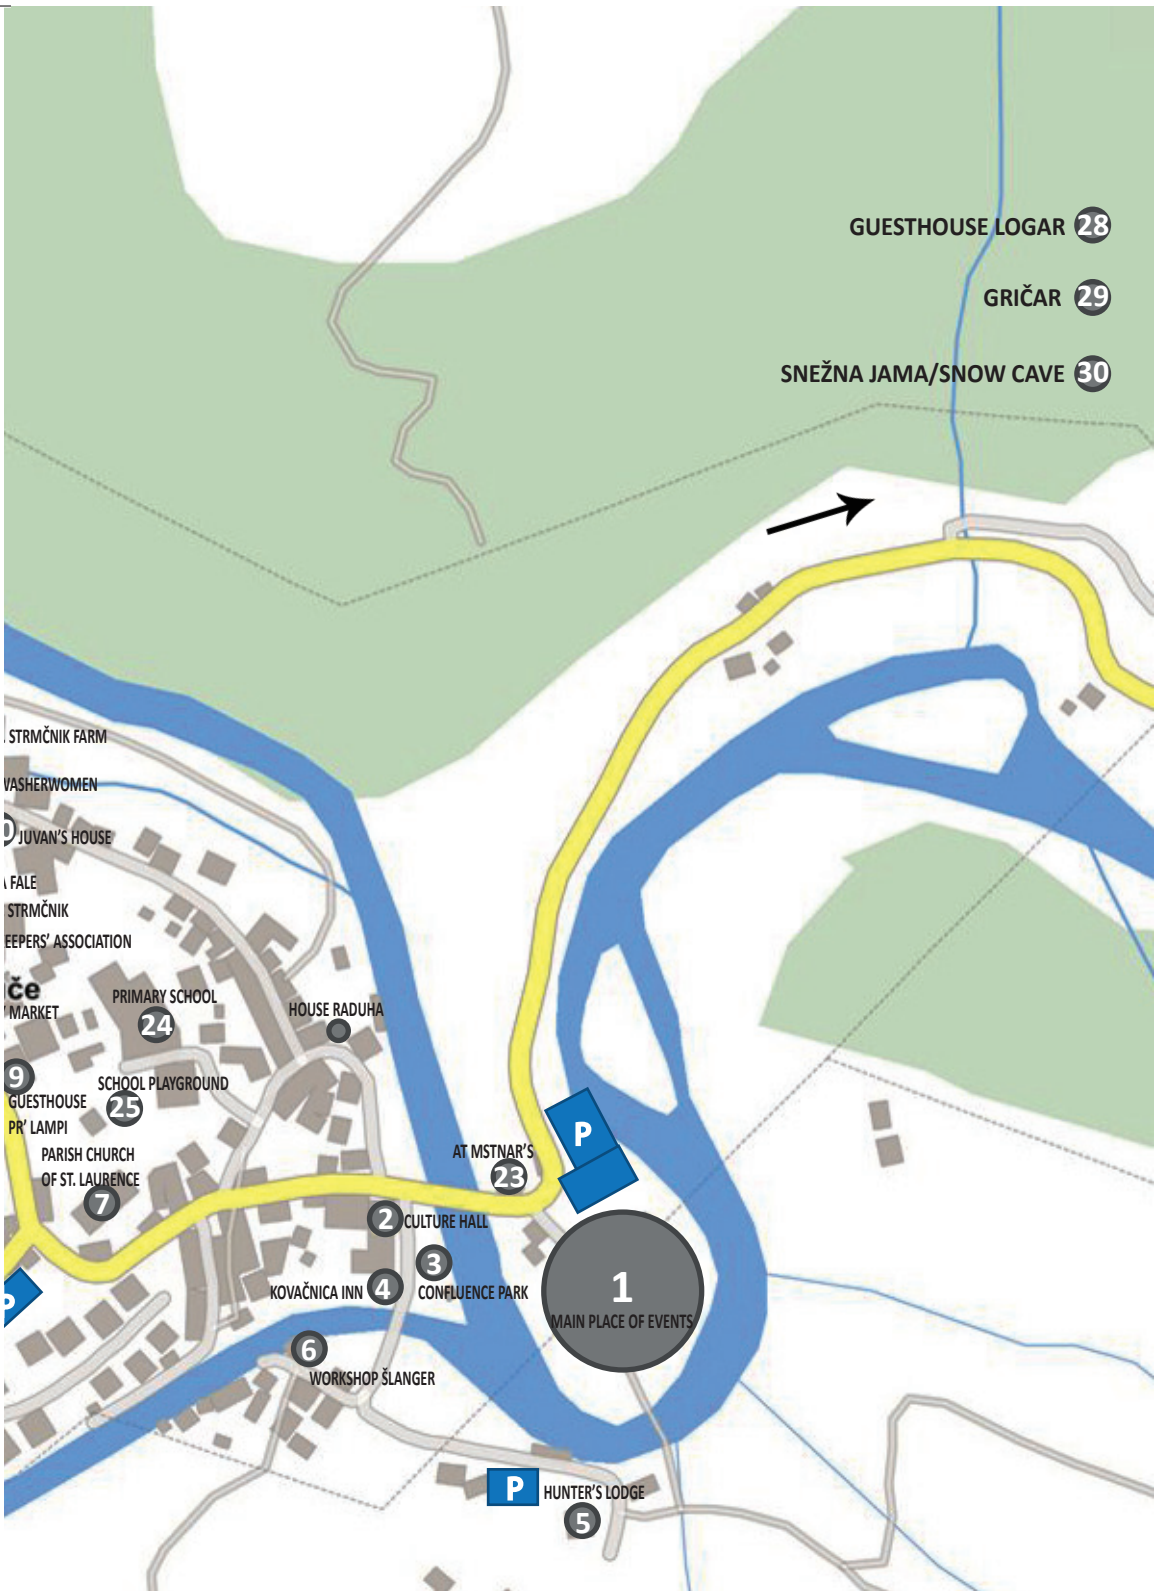 GUESTHOUSE LOGAR 28
GRIČAR 29
SNEŽNA JAMA/SNOW CAVE 30
STRMČNIK FARM
WASHERWOMEN
JUVAN'S HOUSE
FALE
STRMČNIK
EEPERS' ASSOCIATION
če
MARKET
PRIMARY SCHOOL
24
HOUSE RADUHA
9
GUESTHOUSE
PR' LAMPI
SCHOOL PLAYGROUND
25
P
PARISH CHURCH
OF ST. LAURENCE
7
AT MSTNAR'S
23
2 CULTURE HALL
3
CONFLUENCE PARK
KOVAČNICA INN 4
1
MAIN PLACE OF EVENTS
P
6
WORKSHOP ŠLANGER
P HUNTER'S LODGE
5